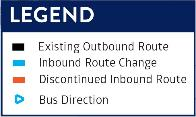 LEGEND
Existing Outbound Route
Inbound Route Change
Discontinued Inbound Route
Bus Direction